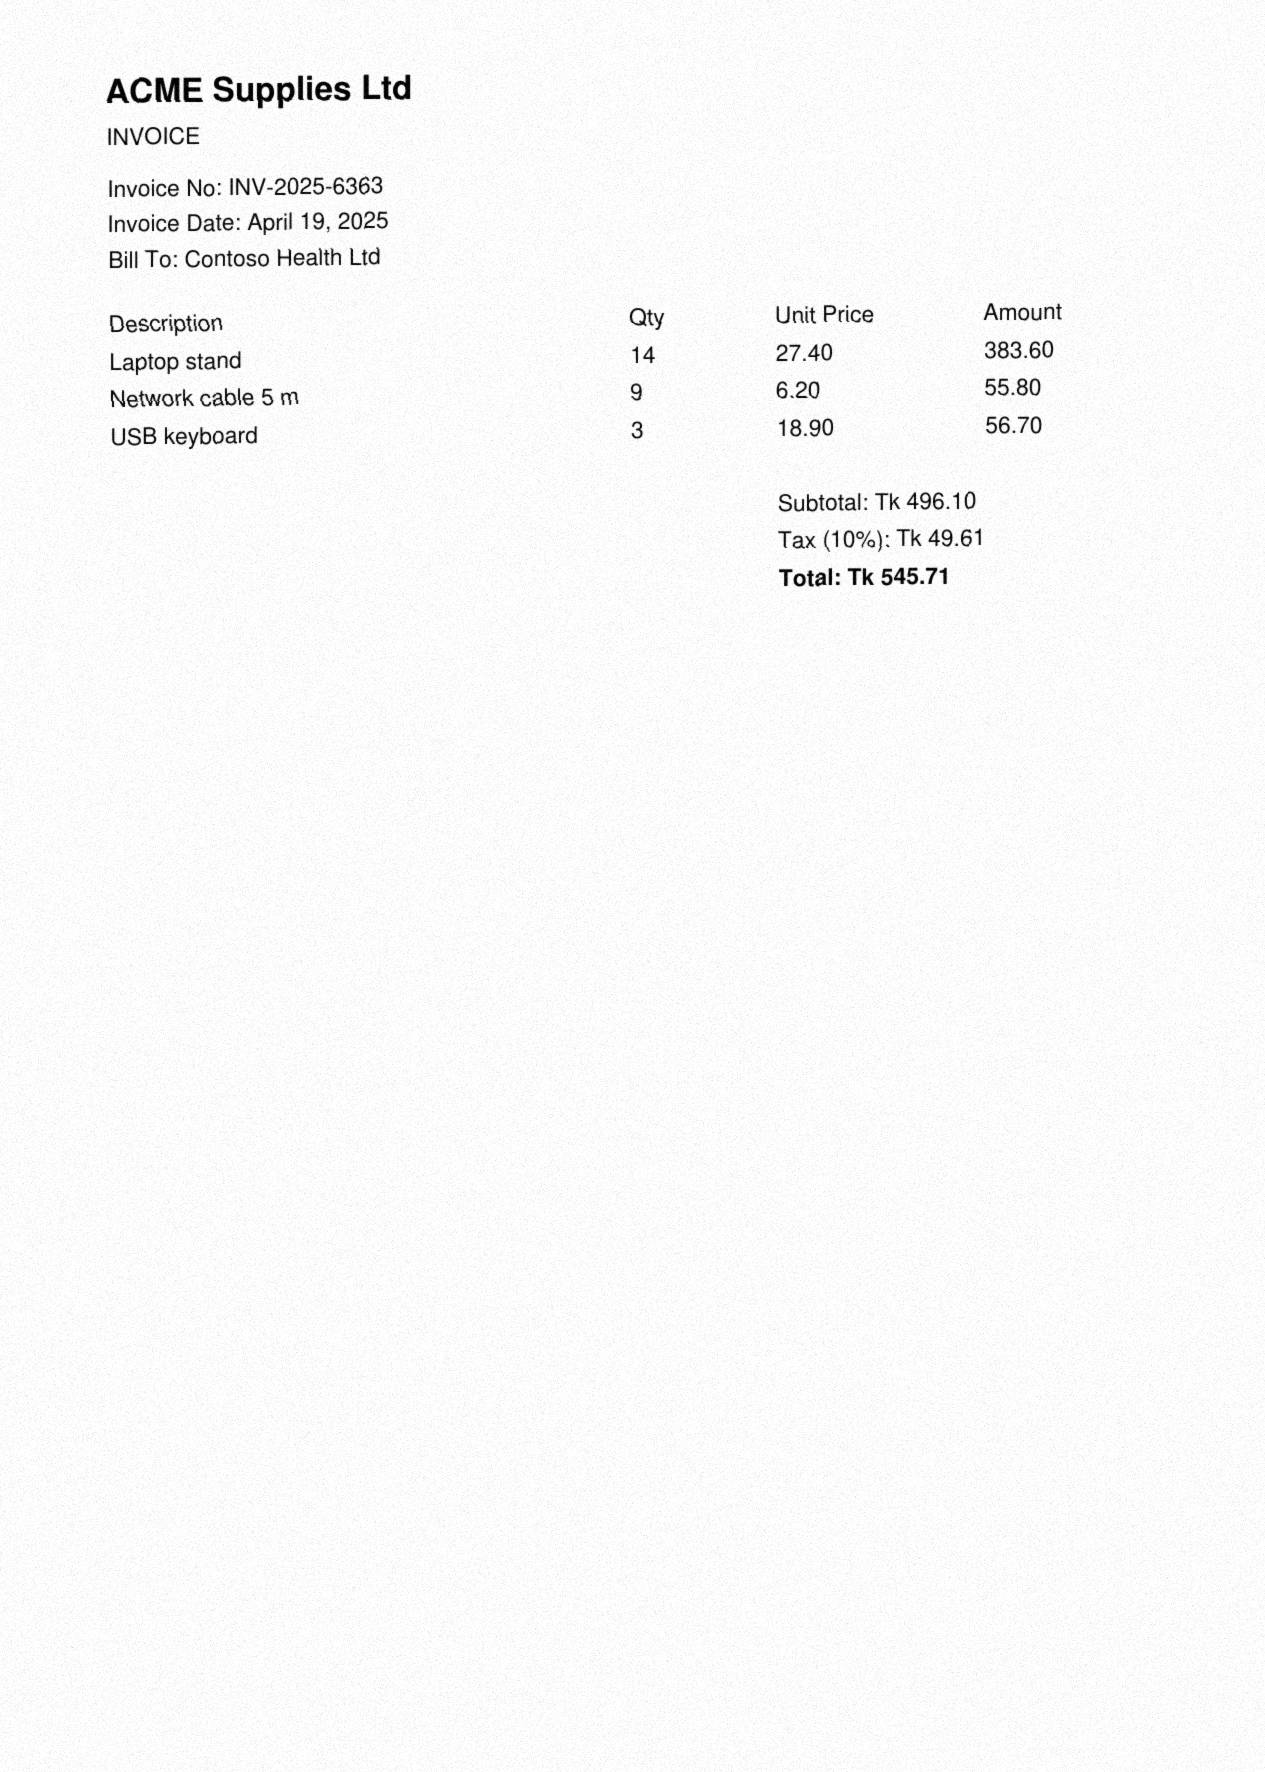 ACME Supplies Ltd
INVOICE
Invoice No: INV-2025-6363
Invoice Date: April 19, 2025
Bill To: Contoso Health Ltd
Description Qty Unit Price Amount
Laptop stand 14 27.40 383.60
Network cable 5 m 9 6.20 55.80
USB keyboard 3 18.90 56.70
Subtotal: Tk 496.10
Tax (10%): Tk 49.61
Total: Tk 545.71